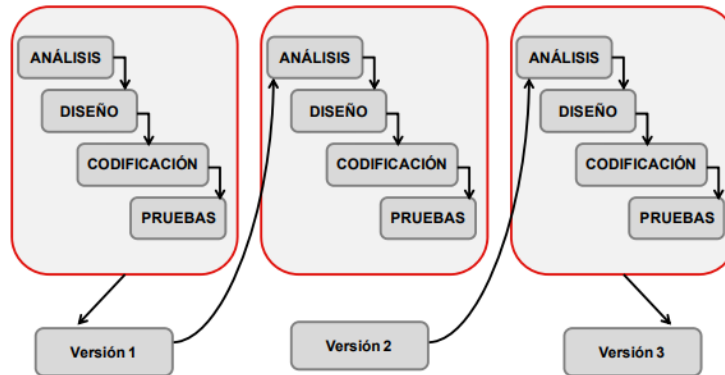 ANÁLISIS
DISEÑO
CODIFICACIÓN
PRUEBAS
Versión 1
ANÁLISIS
DISEÑO
CODIFICACIÓN
PRUEBAS
Versión 2
ANÁLISIS
DISEÑO
CODIFICACIÓN
PRUEBAS
Versión 3